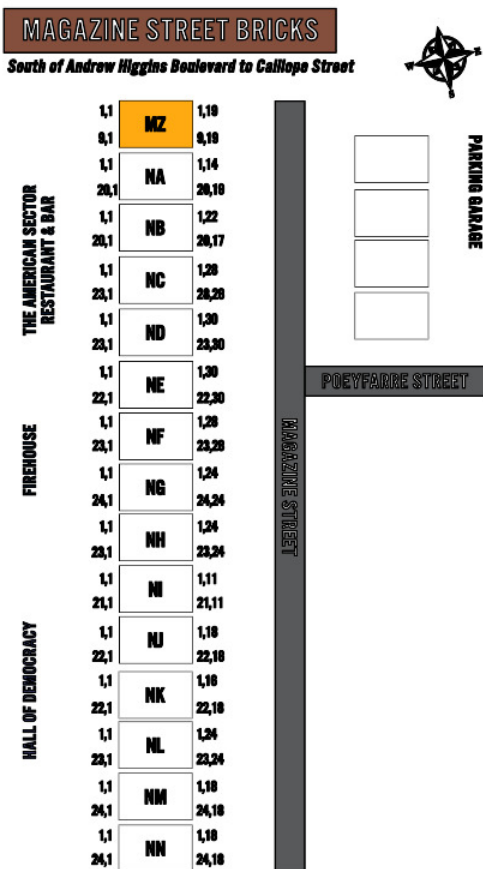 MAGAZINE STREET BRICKS
South of Andrew Higgins Boulevard to Calliope Street
1,1 MZ 1,19
9,1 9,19
1,1 NA 1,14
20,1 20,19
1,1 NB 1,22
20,1 20,17
1,1 NC 1,28
23,1 28,28
1,1 ND 1,30
23,1 23,30
1,1 NE 1,30
22,1 22,30
1,1 NF 1,28
23,1 23,28
1,1 NG 1,24
24,1 24,24
1,1 NH 1,24
23,1 23,24
1,1 NI 1,11
21,1 21,11
1,1 NJ 1,18
22,1 22,18
1,1 NK 1,16
22,1 22,18
1,1 NL 1,24
23,1 23,24
1,1 NM 1,18
24,1 24,18
1,1 NN 1,18
24,1 24,18
THE AMERICAN SECTOR
RESTAURANT & BAR
FIREHOUSE
HALL OF DEMOCRACY
MAGAZINE STREET
POEYFARRE STREET
PARKING GARAGE